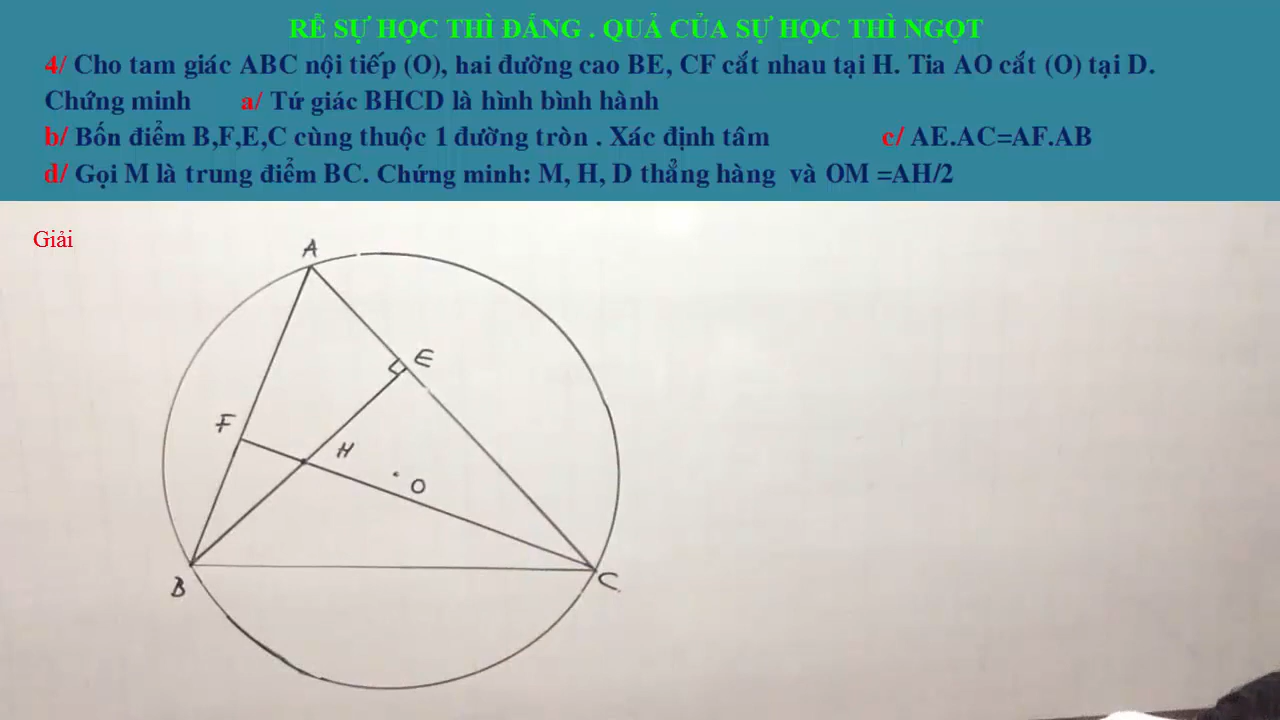 RỄ SỰ HỌC THÌ ĐẮNG . QUẢ CỦA SỰ HỌC THÌ NGỌT
4/ Cho tam giác ABC nội tiếp (O), hai đường cao BE, CF cắt nhau tại H. Tia AO cắt (O) tại D.
Chứng minh a/ Tứ giác BHCD là hình bình hành
b/ Bốn điểm B,F,E,C cùng thuộc 1 đường tròn . Xác định tâm c/ AE.AC=AF.AB
d/ Gọi M là trung điểm BC. Chứng minh: M, H, D thẳng hàng và OM =AH/2
Giải
A
E
F
H
O
B
C